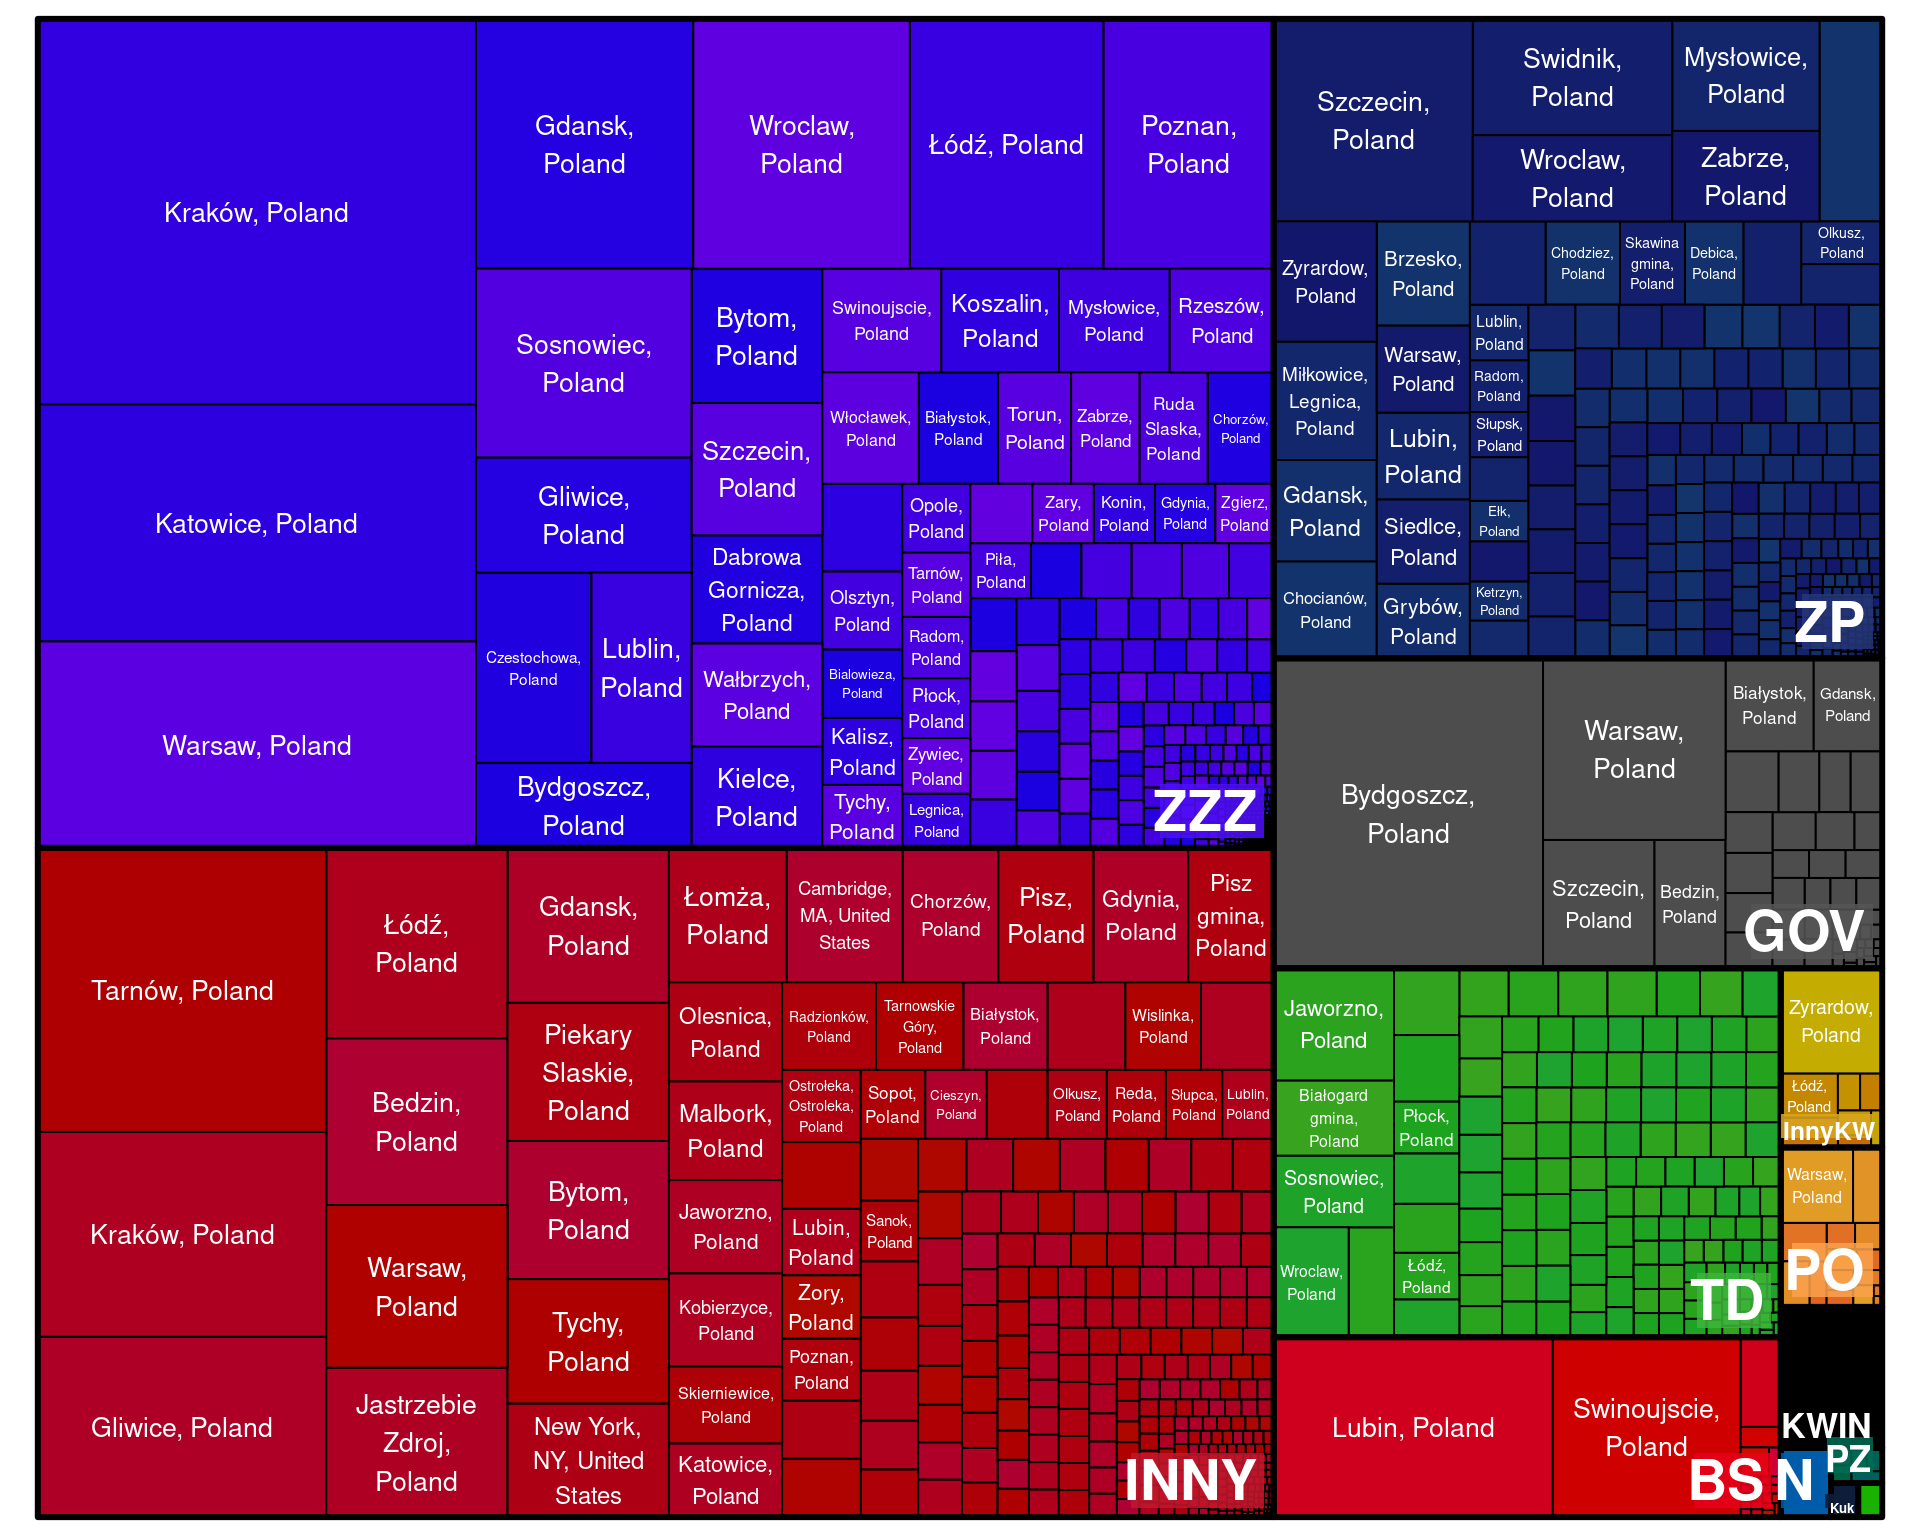 Kraków, Poland
Katowice, Poland
Warsaw, Poland
Gdansk,
Poland
Wroclaw,
Poland
Łódź, Poland
Poznan,
Poland
Sosnowiec,
Poland
Gliwice,
Poland
Czestochowa,
Poland
Lublin,
Poland
Bydgoszcz,
Poland
Bytom,
Poland
Szczecin,
Poland
Dabrowa
Gornicza,
Poland
Wałbrzych,
Poland
Kielce,
Poland
Swinoujscie,
Poland
Koszalin,
Poland
Mysłowice,
Poland
Rzeszów,
Poland
Włocławek,
Poland
Białystok,
Poland
Torun,
Poland
Zabrze,
Poland
Ruda
Slaska,
Poland
Chorzów,
Poland
Olsztyn,
Poland
Bialowieza,
Poland
Kalisz,
Poland
Tychy,
Poland
Opole,
Poland
Tarnów,
Poland
Radom,
Poland
Płock,
Poland
Zywiec,
Poland
Legnica,
Poland
Zary,
Poland
Konin,
Poland
Gdynia,
Poland
Zgierz,
Poland
Piła,
Poland
ZZZ
Szczecin,
Poland
Swidnik,
Poland
Wroclaw,
Poland
Mysłowice,
Poland
Zabrze,
Poland
Zyrardow,
Poland
Miłkowice,
Legnica,
Poland
Gdansk,
Poland
Chocianów,
Poland
Brzesko,
Poland
Warsaw,
Poland
Lubin,
Poland
Siedlce,
Poland
Grybów,
Poland
Chodziez,
Poland
Skawina
gmina,
Poland
Debica,
Poland
Olkusz,
Poland
Lublin,
Poland
Radom,
Poland
Słupsk,
Poland
Ełk,
Poland
Ketrzyn,
Poland
ZP
Bydgoszcz,
Poland
Warsaw,
Poland
Szczecin,
Poland
Bedzin,
Poland
Białystok,
Poland
Gdansk,
Poland
GOV
Tarnów, Poland
Kraków, Poland
Gliwice, Poland
Łódź,
Poland
Bedzin,
Poland
Warsaw,
Poland
Jastrzebie
Zdroj,
Poland
Gdansk,
Poland
Piekary
Slaskie,
Poland
Bytom,
Poland
Tychy,
Poland
New York,
NY, United
States
Łomża,
Poland
Cambridge,
MA, United
States
Chorzów,
Poland
Pisz,
Poland
Gdynia,
Poland
Pisz
gmina,
Poland
Olesnica,
Poland
Malbork,
Poland
Jaworzno,
Poland
Kobierzyce,
Poland
Skierniewice,
Poland
Katowice,
Poland
Radzionków,
Poland
Tarnowskie
Góry,
Poland
Białystok,
Poland
Wislinka,
Poland
Ostrołeka,
Ostroleka,
Poland
Sopot,
Poland
Cieszyn,
Poland
Olkusz,
Poland
Reda,
Poland
Słupca,
Poland
Lublin,
Poland
Lubin,
Poland
Zory,
Poland
Poznan,
Poland
Sanok,
Poland
INNY
Jaworzno,
Poland
Białogard
gmina,
Poland
Sosnowiec,
Poland
Wroclaw,
Poland
Płock,
Poland
Łódź,
Poland
TD
Zyrardow,
Poland
Łódź,
Poland
InnyKW
Warsaw,
Poland
PO
Lubin, Poland
Swinoujscie,
Poland
BS
KWIN
PZ
N
Kuk